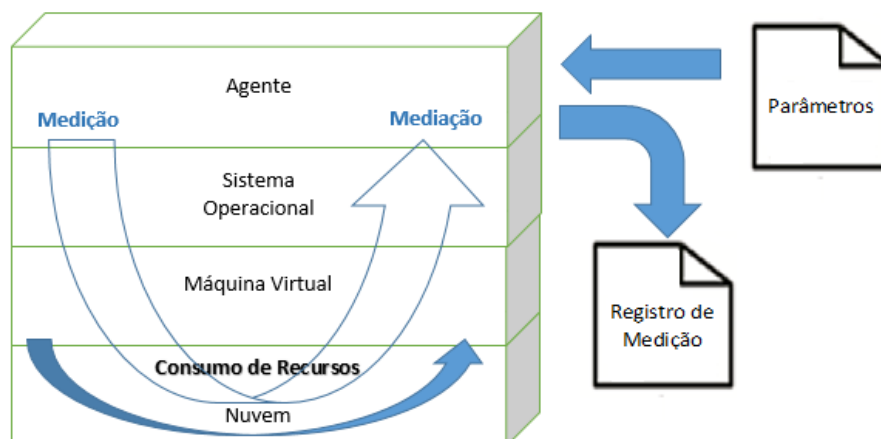 Agente
Medição
Mediação
Sistema
Operacional
Máquina Virtual
Consumo de Recursos
Nuvem
Parâmetros
Registro de
Medição